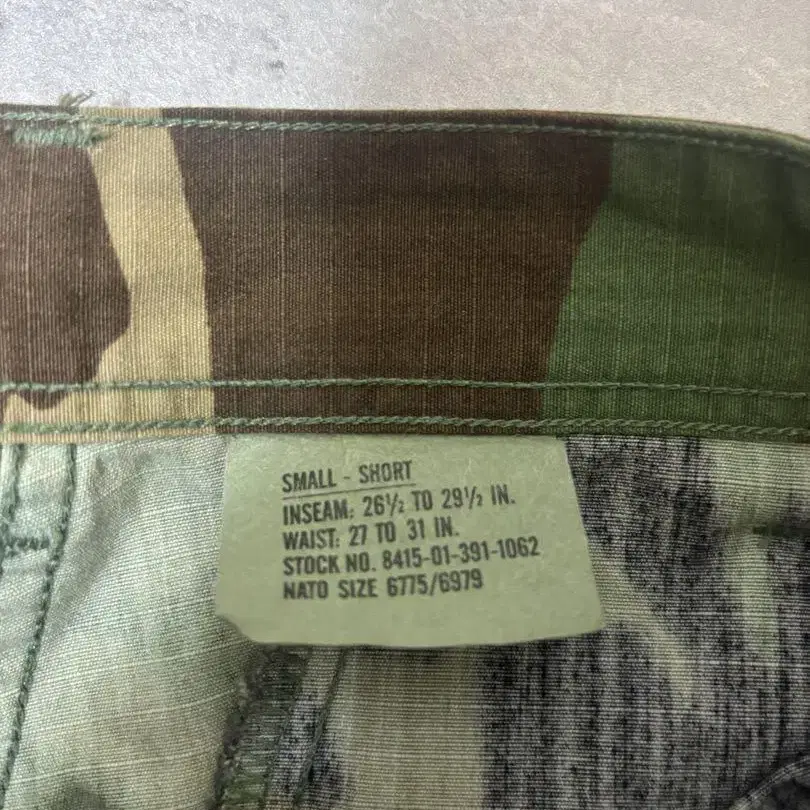 SMALL - SHORT
INSEAM: 26½ TO 29½ IN.
WAIST: 27 TO 31 IN.
STOCK NO. 8415-01-391-1062
NATO SIZE 6775/6979